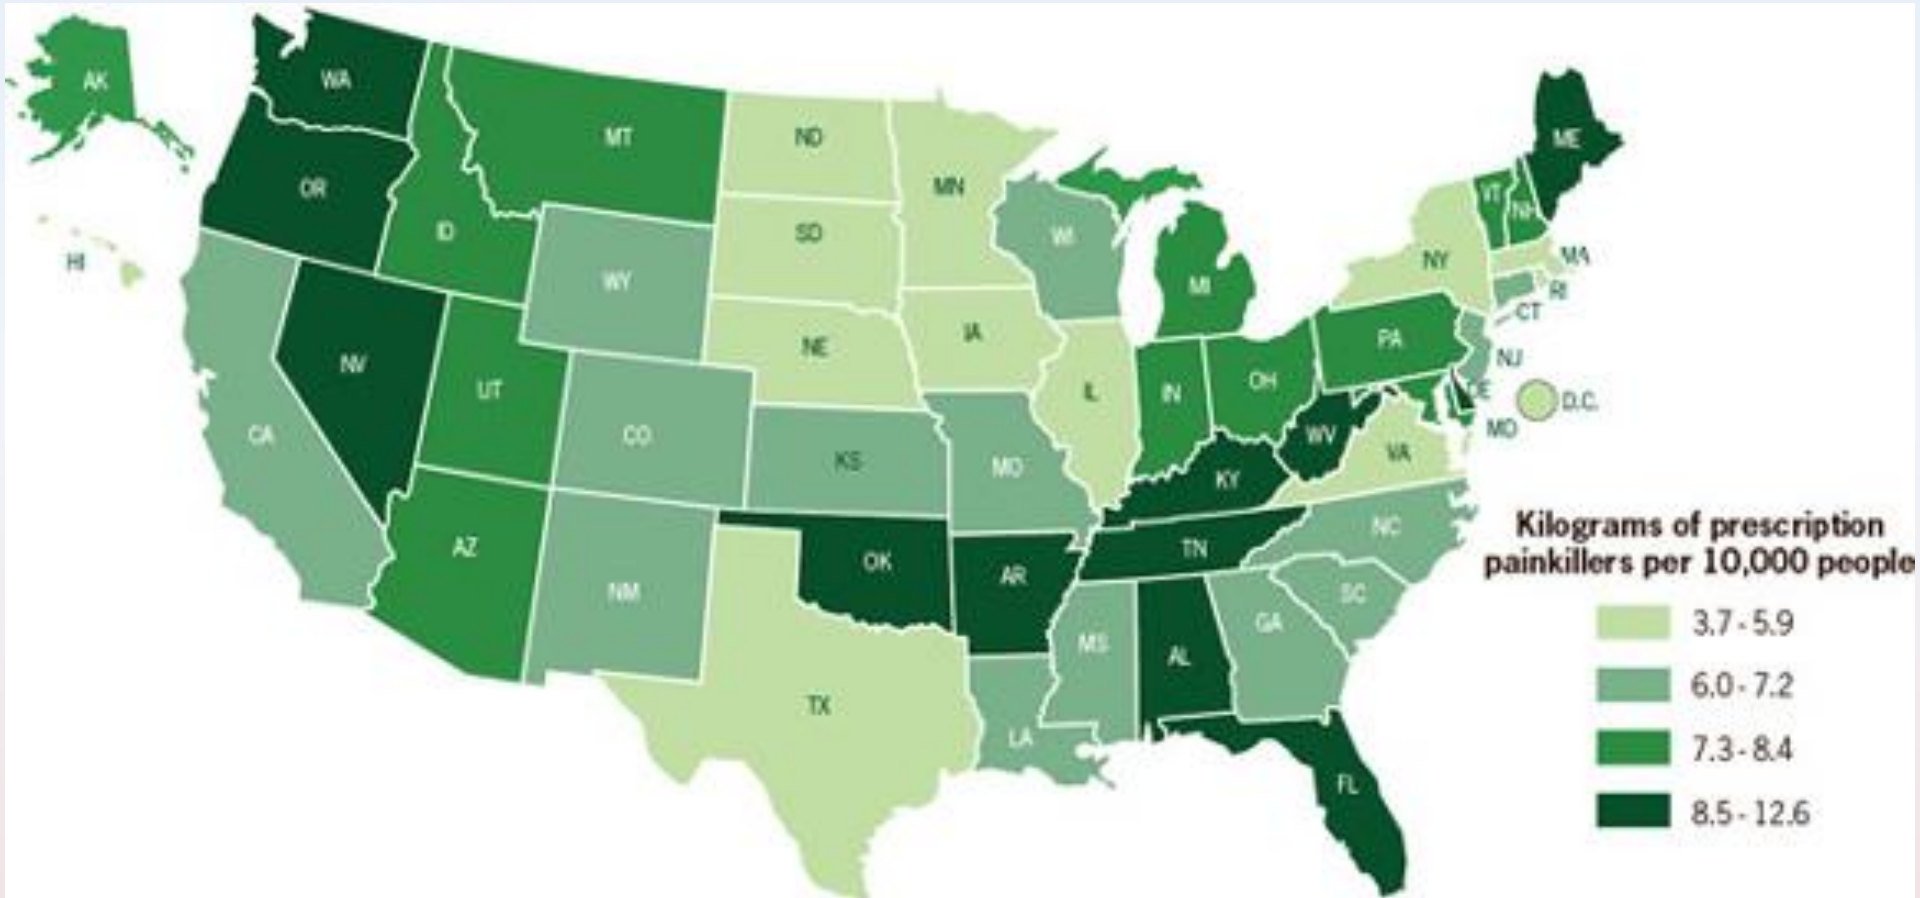 AK
WA
MT
ND
MN
ME
OR
ID
SD
VT
NH
WI
HI
WY
NY
MA
MI
RI
CT
NE
IA
PA
NJ
NV
UT
IL
IN
OH
DE
D.C.
CA
CO
KS
MO
WV
VA
MD
KY
AZ
NM
OK
AR
TN
NC
Kilograms of prescription
painkillers per 10,000 people
SC
GA
MS
AL
TX
LA
FL
3.7 - 5.9
6.0 - 7.2
7.3 - 8.4
8.5 - 12.6